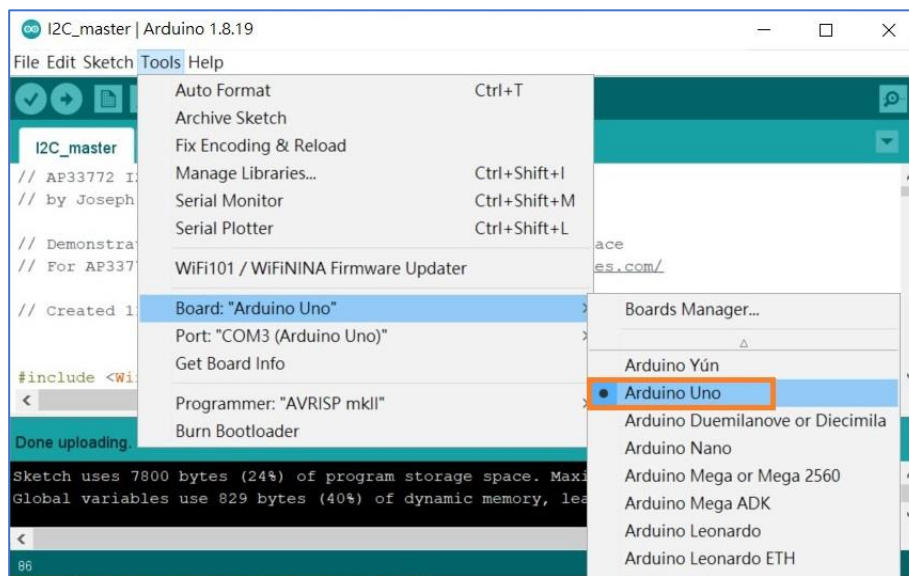 I2C_master | Arduino 1.8.19
File Edit Sketch Tools Help
I2C_master
// AP33772 I
// by Joseph
// Demonstra
ace
// For AP337
es.com/
// Created 1
#include <Wi
Auto Format Ctrl+T
Archive Sketch
Fix Encoding & Reload
Manage Libraries... Ctrl+Shift+I
Serial Monitor Ctrl+Shift+M
Serial Plotter Ctrl+Shift+L
WiFi101 / WiFiNINA Firmware Updater
Board: "Arduino Uno"
Port: "COM3 (Arduino Uno)"
Get Board Info
Programmer: "AVRISP mkII"
Burn Bootloader
Boards Manager...
Arduino Yún
Arduino Uno
Arduino Duemilanove or Diecimila
Arduino Nano
Arduino Mega or Mega 2560
Arduino Mega ADK
Arduino Leonardo
Arduino Leonardo ETH
Done uploading.
Sketch uses 7800 bytes (24%) of program storage space. Maxi
Global variables use 829 bytes (40%) of dynamic memory, lea
86